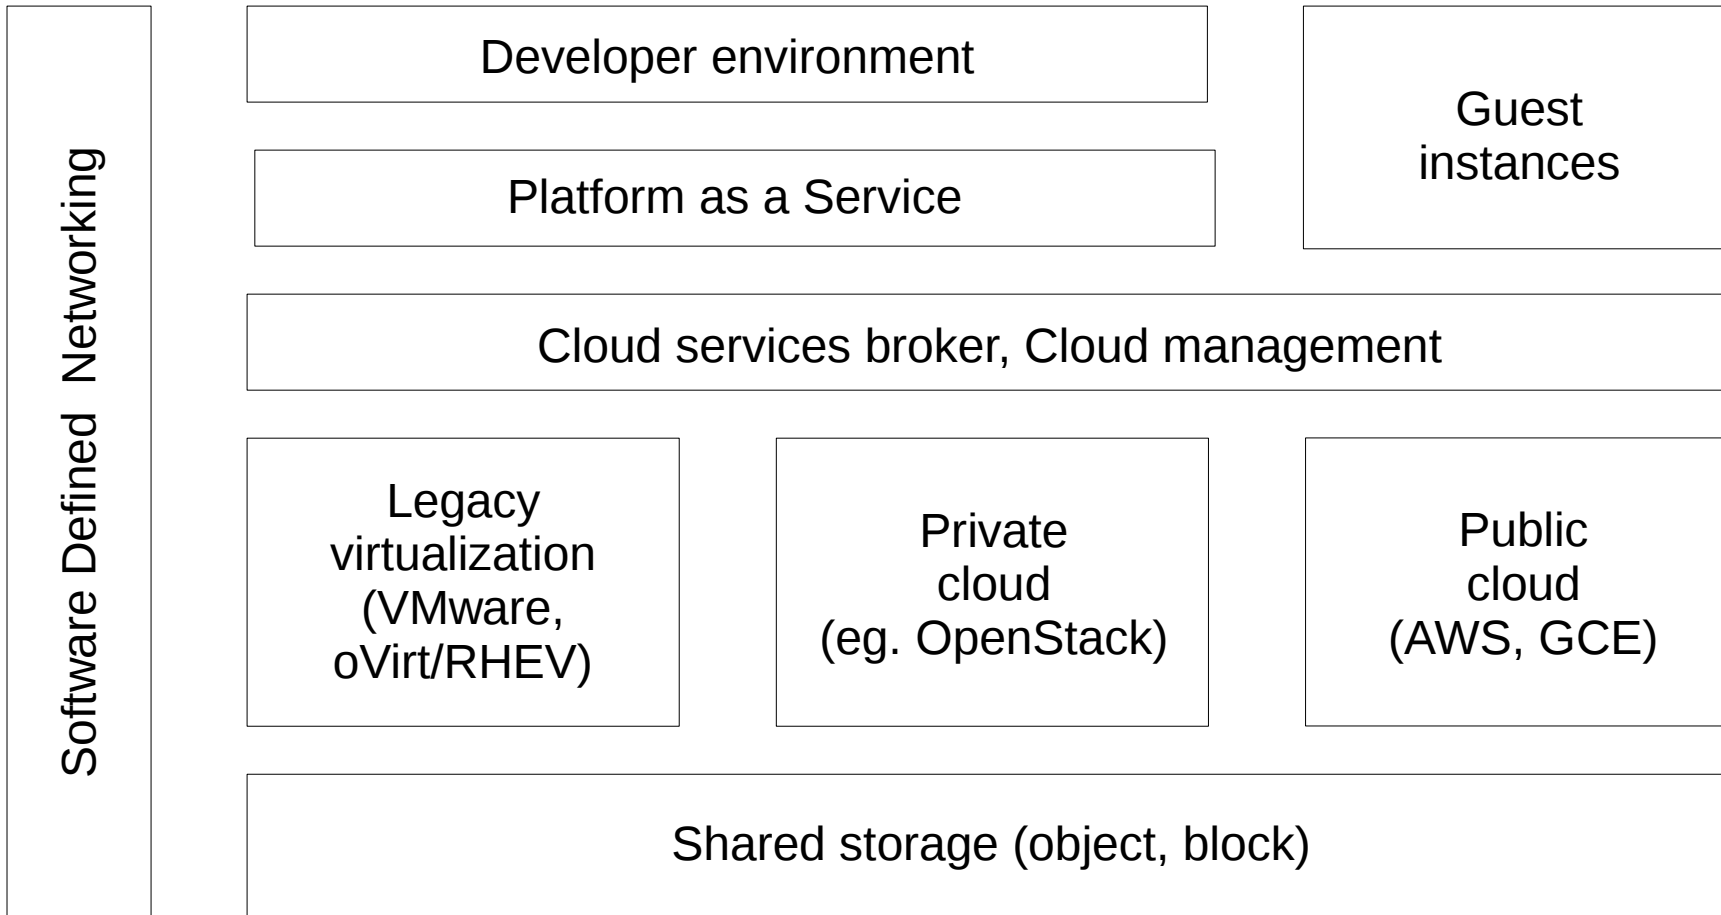 Software Defined  Networking
Developer environment
Guest
instances
Platform as a Service
Cloud services broker, Cloud management
Legacy
virtualization
(VMware,
oVirt/RHEV)
Private
cloud
(eg. OpenStack)
Public
cloud
(AWS, GCE)
Shared storage (object, block)